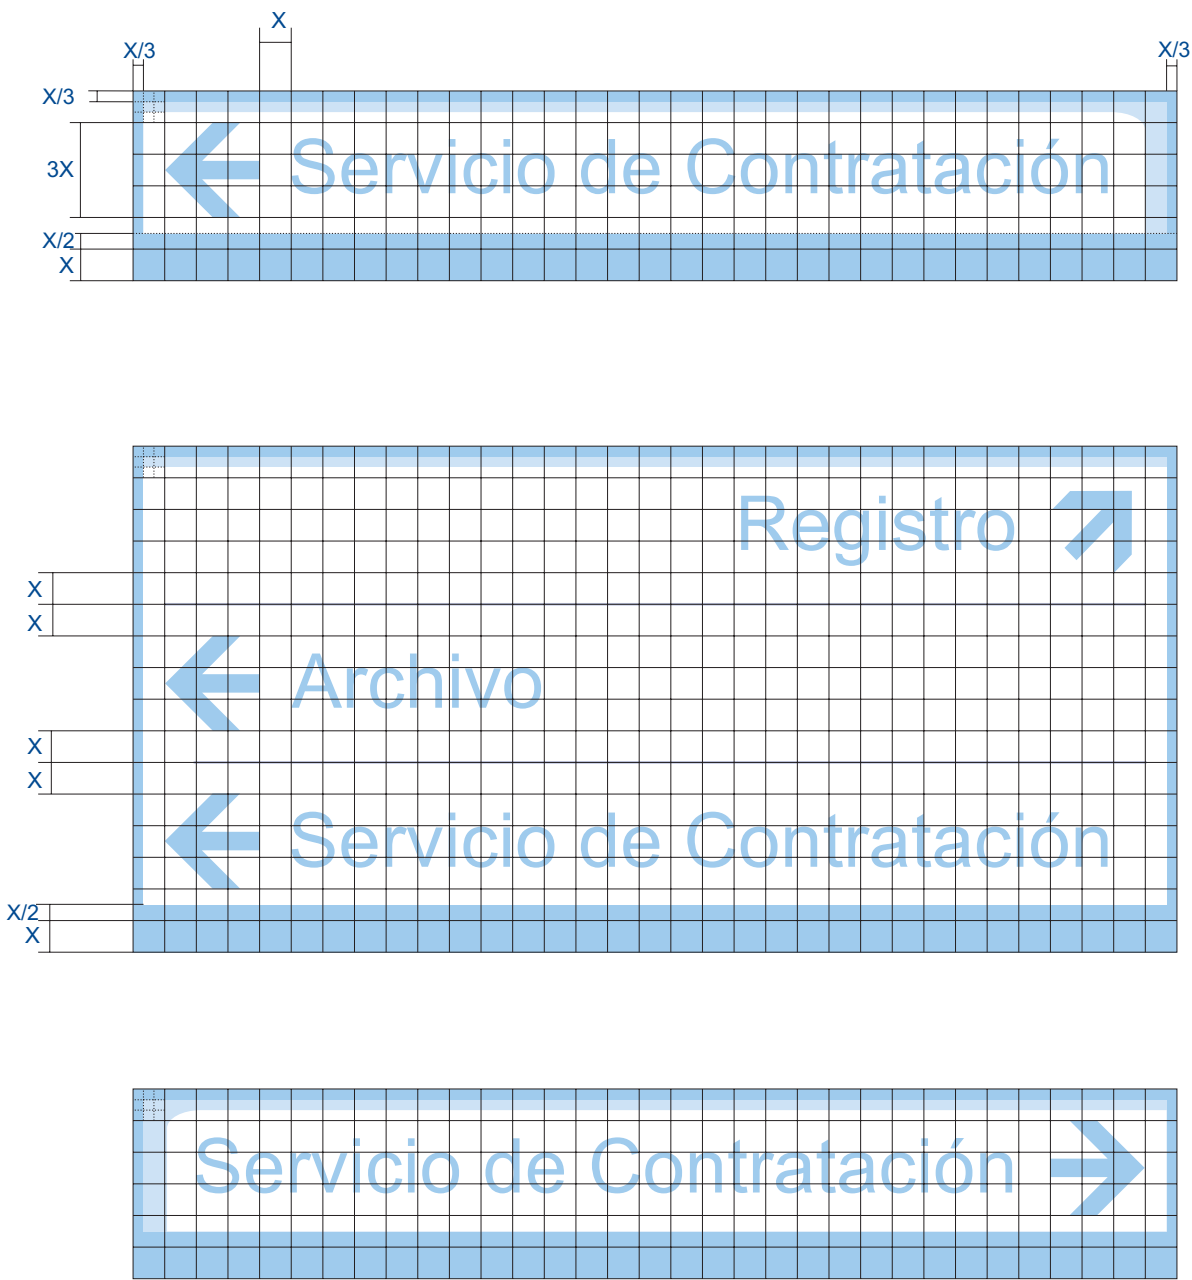 X
X/3
X/3
X/3
3X
Servicio de Contratación
X/2
X
Registro
X
X
Archivo
X
X
Servicio de Contratación
X/2
X
Servicio de Contratación